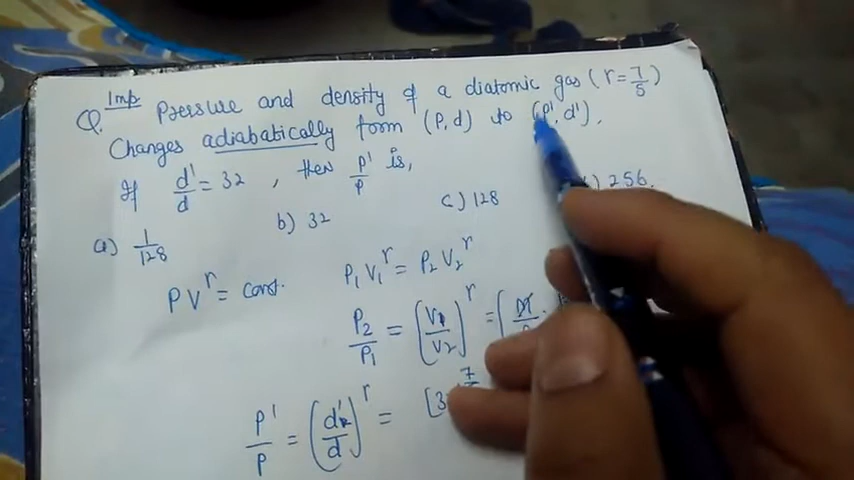 Q. Imp Pressure and density of a diatomic gas (r = 7/5)
Changes adiabatically form (P, d) to (P', d').
If d'/d = 32, then P'/P is,
a) 1/128 b) 32 c) 128 ) 256.
PV^r = Const. P₁V₁^r = P₂V₂^r
P₂/P₁ = (V₁/V₂)^r = (
P'/P = (d'/d)^r = [3